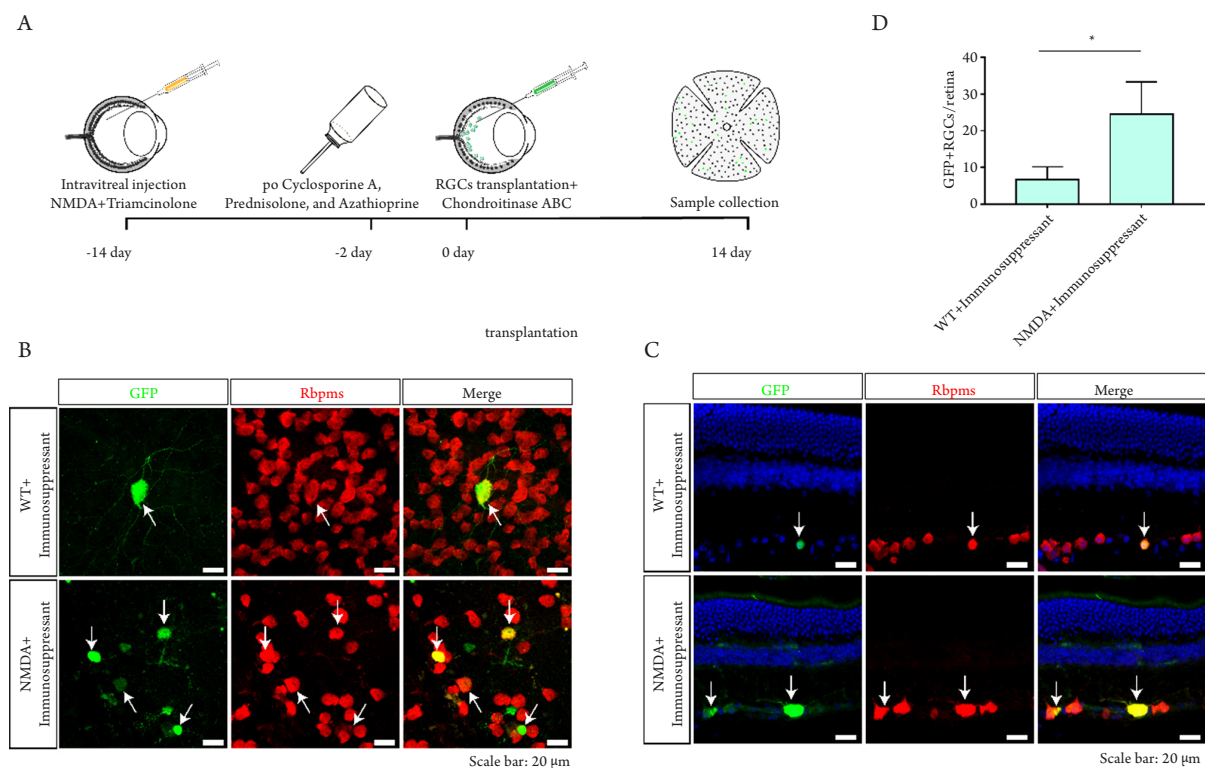 A
Intravitreal injection
NMDA+Triamcinolone
po Cyclosporine A,
Prednisolone, and Azathioprine
RGCs transplantation+
Chondroitinase ABC
Sample collection
-14 day
-2 day
0 day
14 day
D
*
GFP+RGCs/retina
40
30
20
10
0
WT+Immunosuppressant
NMDA+Immunosuppressant
transplantation
B
GFP
Rbpms
Merge
WT+
Immunosuppressant
NMDA+
Immunosuppressant
Scale bar: 20 μm
C
GFP
Rbpms
Merge
WT+
Immunosuppressant
NMDA+
Immunosuppressant
Scale bar: 20 μm